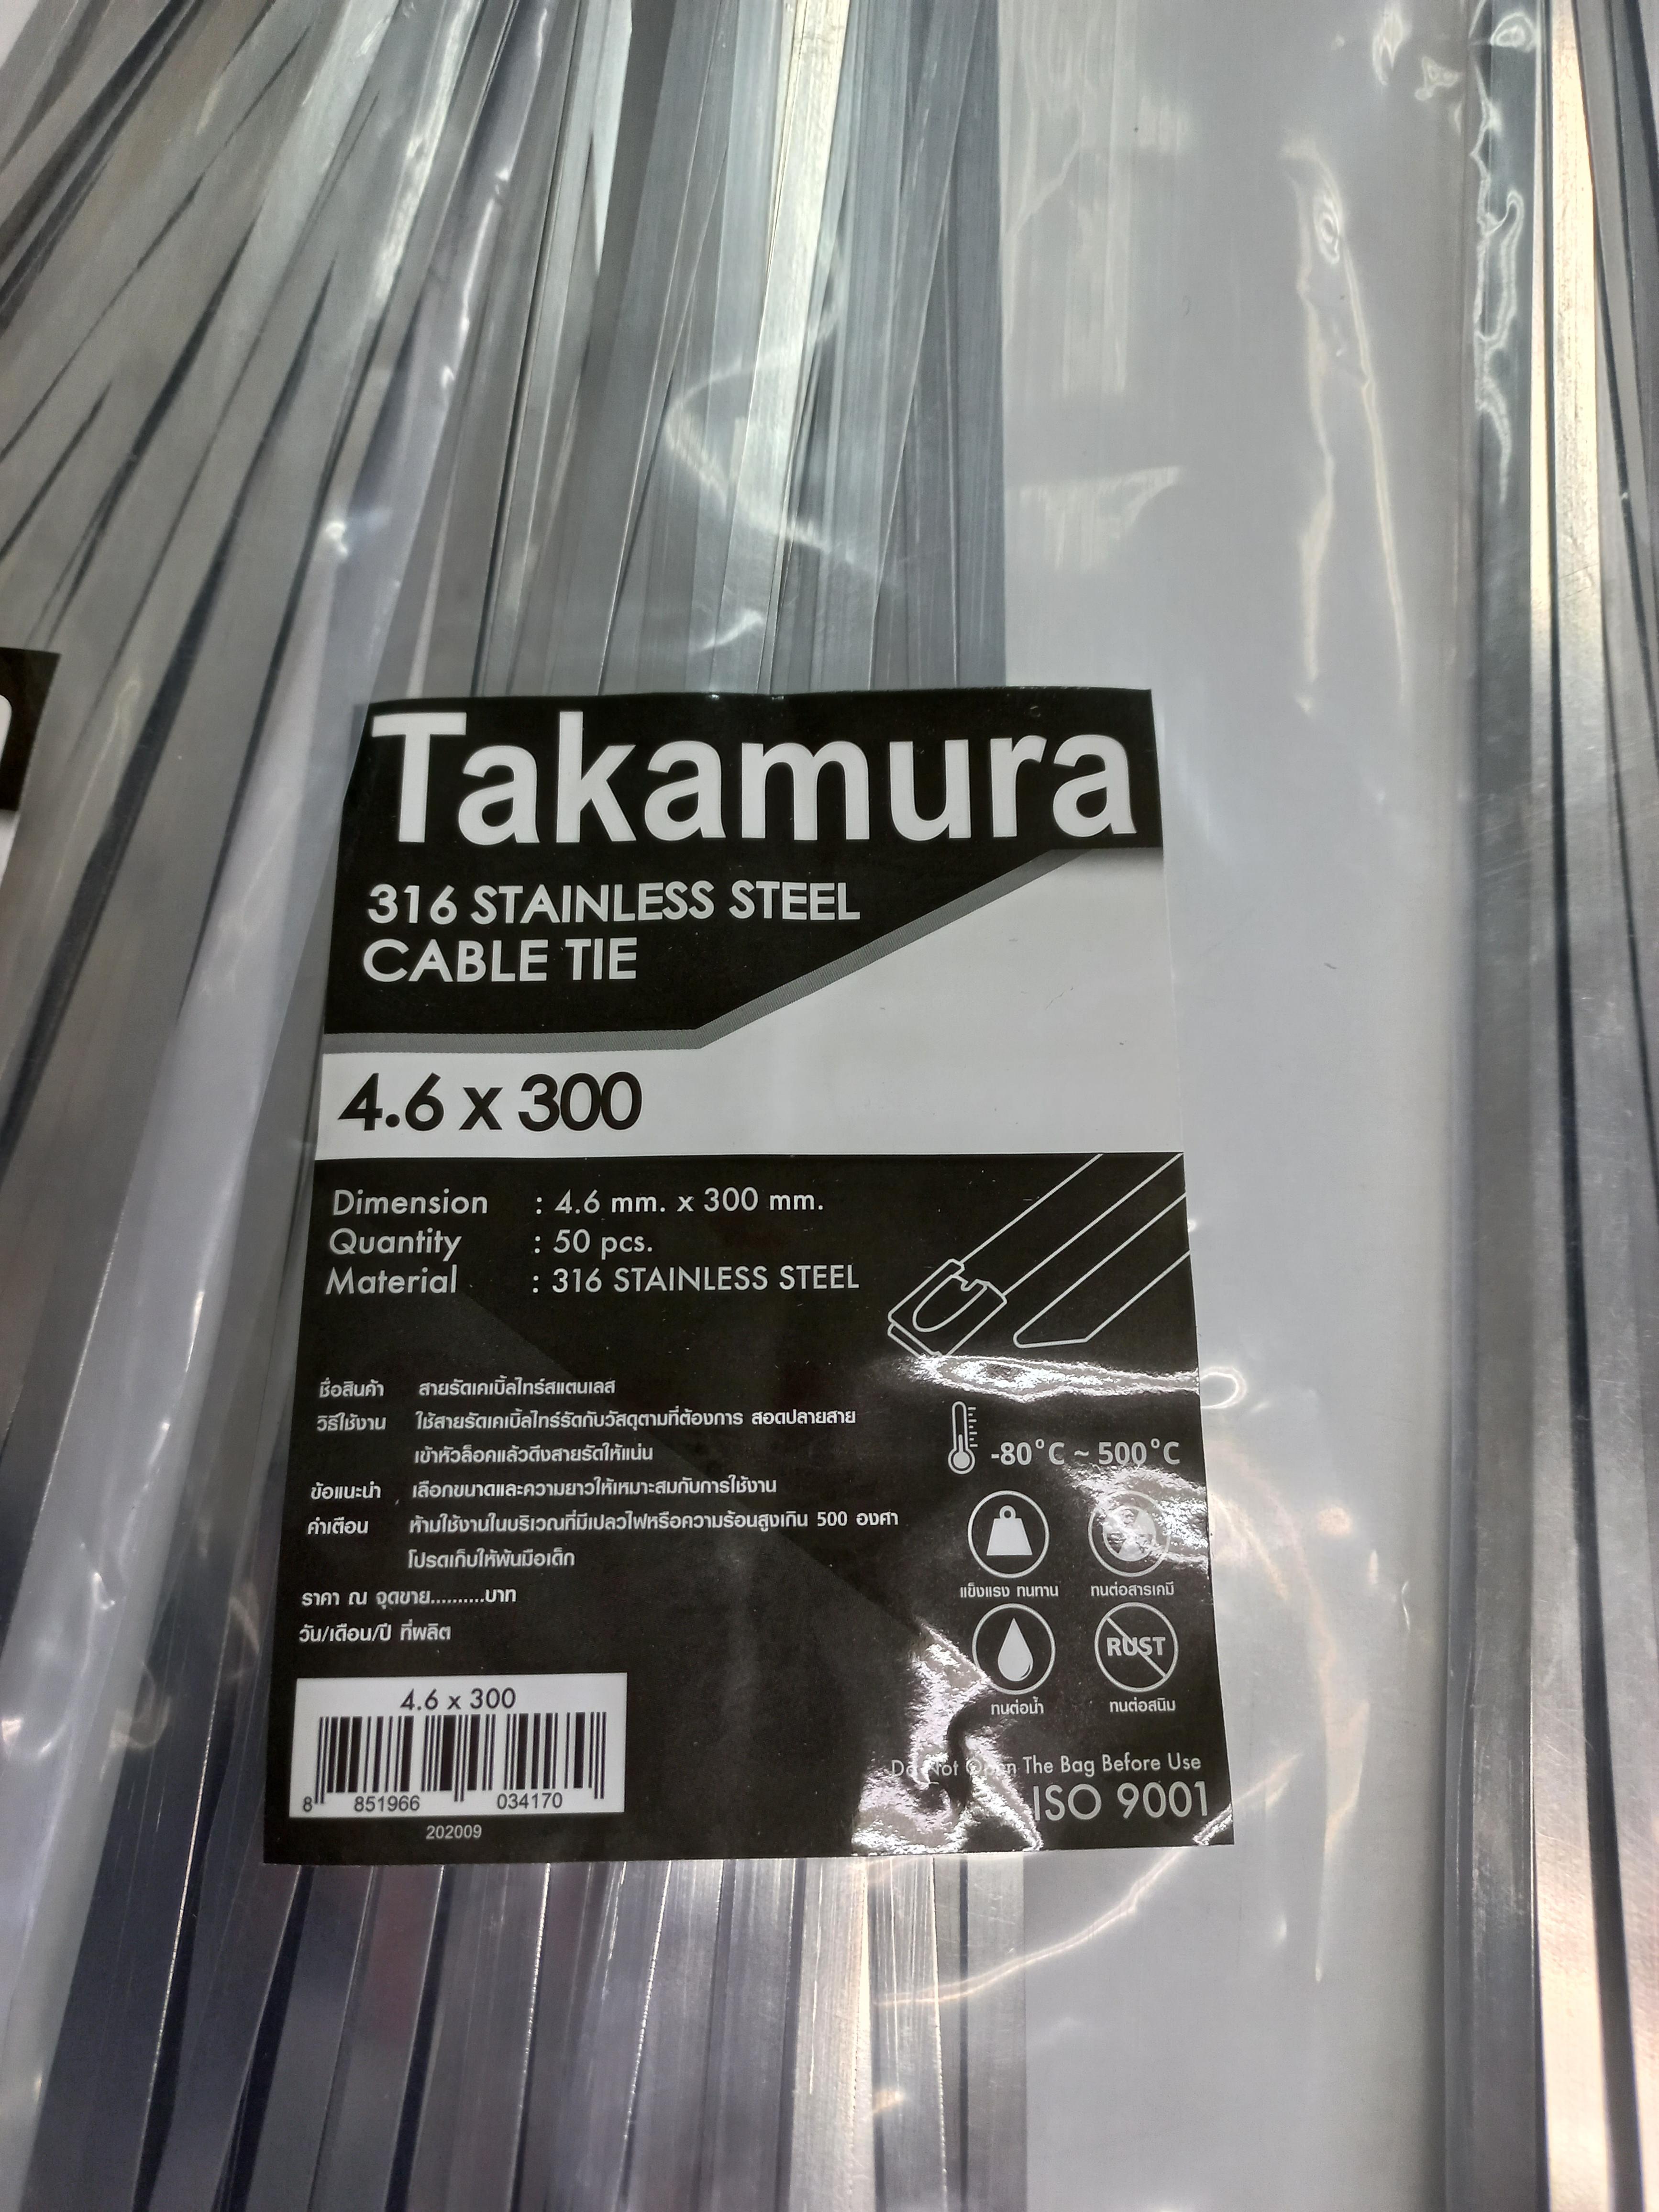 Takamura
316 STAINLESS STEEL
CABLE TIE
4.6 x 300
Dimension : 4.6 mm. x 300 mm.
Quantity : 50 pcs.
Material : 316 STAINLESS STEEL
ชื่อสินค้า สายรัดเคเบิ้ลไทร์สแตนเลส
วิธีใช้งาน ใช้สายรัดเคเบิ้ลไทร์รัดกับวัสดุตามที่ต้องการ สอดปลายสาย
เข้าหัวล็อคแล้วดึงสายรัดให้แน่น
ข้อแนะนำ เลือกขนาดและความยาวให้เหมาะสมกับการใช้งาน
คำเตือน ห้ามใช้งานในบริเวณที่มีเปลวไฟหรือความร้อนสูงเกิน 500 องศา
โปรดเก็บให้พ้นมือเด็ก
ราคา ณ จุดขาย..........บาท
วัน/เดือน/ปี ที่ผลิต
-80°C ~ 500°C
แข็งแรง ทนทาน ทนต่อสารเคมี
RUST
ทนต่อน้ำ ทนต่อสนิม
4.6 x 300
8 851966 034170
202009
Do Not Open The Bag Before Use
ISO 9001